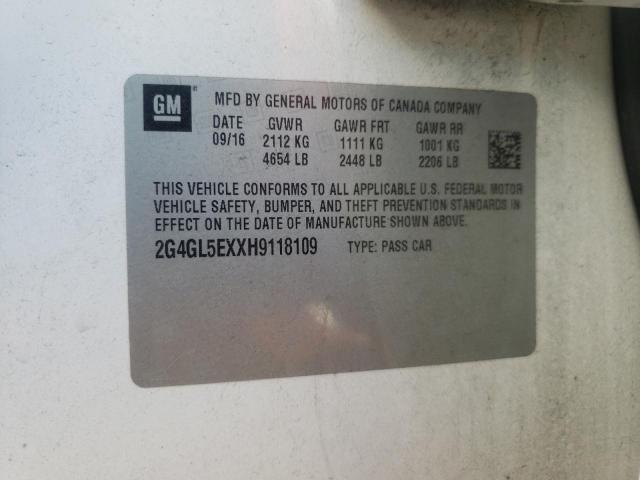 GM
MFD BY GENERAL MOTORS OF CANADA COMPANY
DATE GVWR GAWR FRT GAWR RR
09/16 2112 KG 1111 KG 1001 KG
4654 LB 2448 LB 2206 LB
THIS VEHICLE CONFORMS TO ALL APPLICABLE U.S. FEDERAL MOTOR
VEHICLE SAFETY, BUMPER, AND THEFT PREVENTION STANDARDS IN
EFFECT ON THE DATE OF MANUFACTURE SHOWN ABOVE.
2G4GL5EXXH9118109 TYPE: PASS CAR